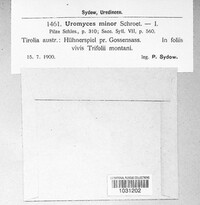 Sydow, Uredineen.
1461. Uromyces minor Schroet. — I.
Pilze Schles., p. 310; Sacc. Syll. VII, p. 560.
Tirolia austr.: Hühnerspiel pr. Gossensass. In foliis
vivis Trifolii montani.
15. 7. 1900. leg. P. Sydow.
1031202